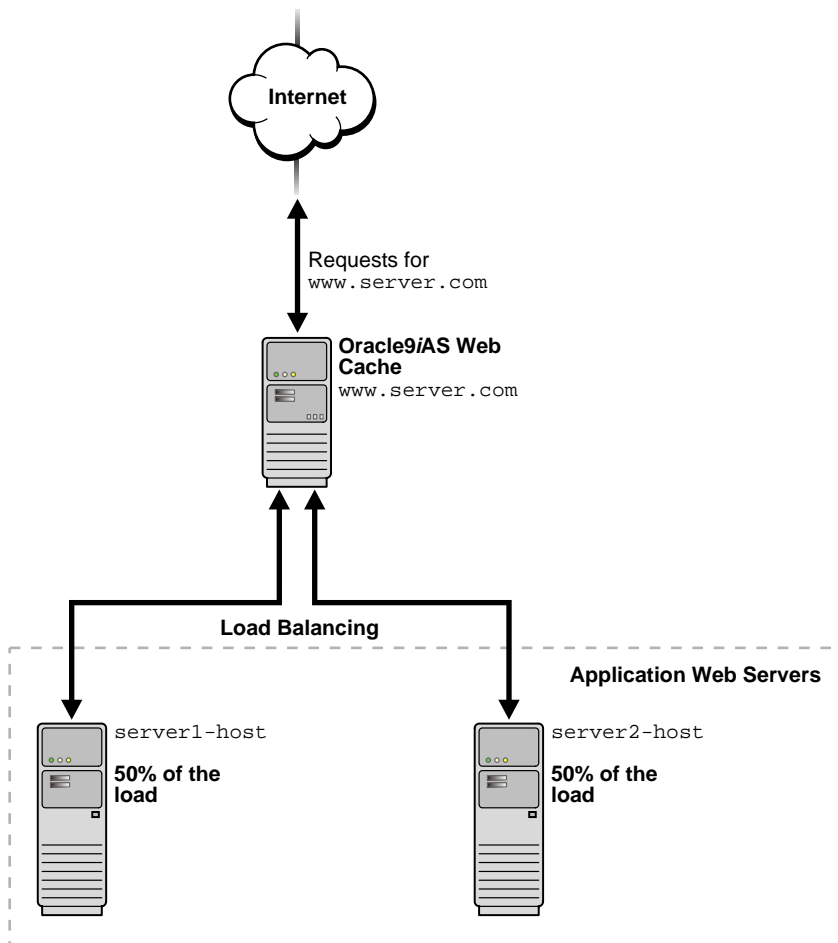 Internet
Requests for
www.server.com
Oracle9iAS Web
Cache
www.server.com
Load Balancing
Application Web Servers
server1-host
50% of the
load
server2-host
50% of the
load